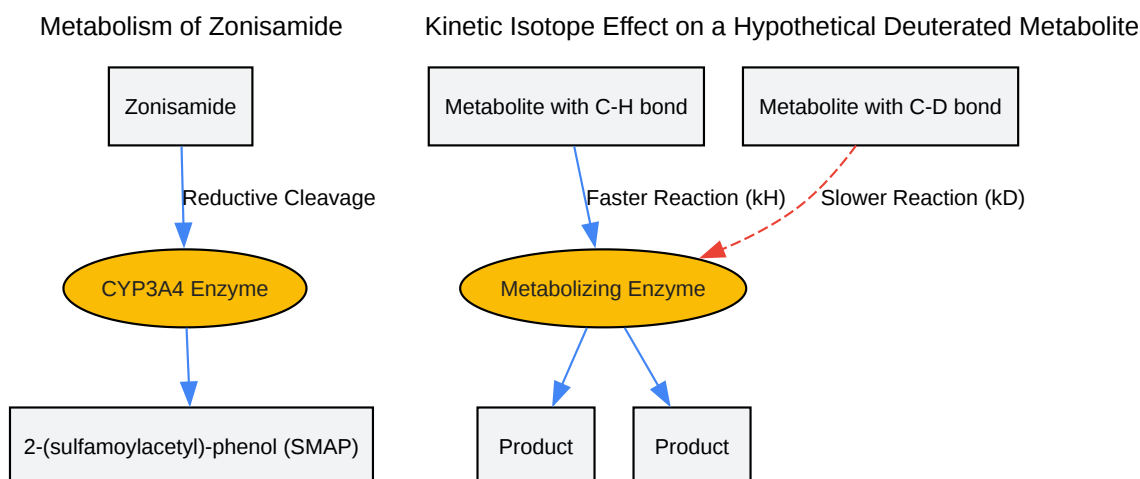 Metabolism of Zonisamide
Kinetic Isotope Effect on a Hypothetical Deuterated Metabolite
Zonisamide
Metabolite with C-H bond
Metabolite with C-D bond
Reductive Cleavage
Faster Reaction (kH)
Slower Reaction (kD)
CYP3A4 Enzyme
Metabolizing Enzyme
2-(sulfamoylacetyl)-phenol (SMAP)
Product
Product